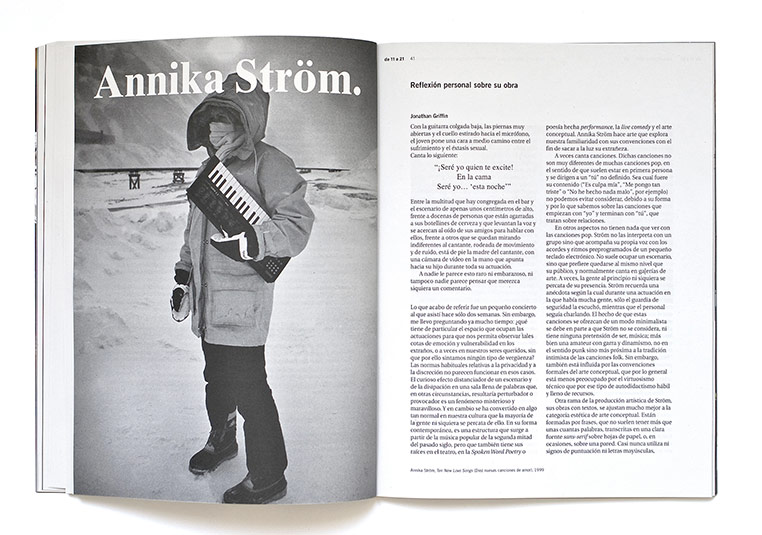 Annika Ström.
de 11 a 21 41
Reflexión personal sobre su obra
Jonathan Griffin
Con la guitarra colgada baja, las piernas muy
abiertas y el cuello estirado hacia el micrófono,
el joven pone una cara a medio camino entre el
sufrimiento y el éxtasis sexual.
Canta lo siguiente:
“¡Seré yo quien te excite!
En la cama
Seré yo… ‘esta noche’”
Entre la multitud que hay congregada en el bar y
el escenario de apenas unos centímetros de alto,
frente a docenas de personas que están agarradas
a sus botellines de cerveza y que levantan la voz y
se acercan al oído de sus amigos para hablar con
ellos, frente a otros que se quedan mirando
indiferentes al cantante, rodeada de movimiento
y de ruido, está de pie la madre del cantante, con
una cámara de vídeo en la mano que apunta
hacia su hijo durante toda su actuación.
A nadie le parece esto raro ni embarazoso, ni
tampoco nadie parece pensar que merezca
siquiera un comentario.
Lo que acabo de referir fue un pequeño concierto
al que asistí hace sólo dos semanas. Sin embargo,
me llevo preguntando ya mucho tiempo: ¿qué
tiene de particular el espacio que ocupan las
actuaciones para que nos permita observar tales
cotas de emoción y vulnerabilidad en los
extraños, o a veces en nuestros seres queridos, sin
que por ello sintamos ningún tipo de vergüenza?
Las normas habituales relativas a la privacidad y a
la discreción no parecen funcionar en esos casos.
El curioso efecto distanciador de un escenario y
de la disipación en una sala llena de palabras que,
en otras circunstancias, resultaría perturbador o
provocador es un fenómeno misterioso y
maravilloso. Y en cambio se ha convertido en algo
tan normal en nuestra cultura que la mayoría de
la gente ni siquiera se percata de ello. En su forma
contemporánea, es una estructura que surge a
partir de la música popular de la segunda mitad
del pasado siglo, pero que también tiene sus
raíces en el teatro, en la Spoken Word Poetry o
poesía hecha performance, la live comedy y el arte
conceptual. Annika Ström hace arte que explora
nuestra familiaridad con sus convenciones con el
fin de sacar a la luz su extrañeza.
A veces canta canciones. Dichas canciones no
son muy diferentes de muchas canciones pop, en
el sentido de que suelen estar en primera persona
y se dirigen a un “tú” no definido. Sea cual fuere
su contenido (“Es culpa mía”, “Me pongo tan
triste” o “No he hecho nada malo”, por ejemplo)
no podemos evitar considerar, debido a su forma
y por lo que sabemos sobre las canciones que
empiezan con “yo” y terminan con “tú”, que
tratan sobre relaciones.
En otros aspectos no tienen nada que ver con
las canciones pop. Ström no las interpreta con un
grupo sino que acompaña su propia voz con los
acordes y ritmos preprogramados de un pequeño
teclado electrónico. No suele ocupar un escenario,
sino que prefiere quedarse al mismo nivel que
su público, y normalmente canta en galerías de
arte. A veces, la gente al principio ni siquiera se
percata de su presencia. Ström recuerda una
anécdota según la cual durante una actuación en
la que había mucha gente, sólo el guardia de
seguridad la escuchó, mientras que el personal
seguía charlando. El hecho de que estas
canciones se ofrezcan de un modo minimalista
se debe en parte a que Ström no se considera, ni
tiene ninguna pretensión de ser, música; más
bien una amateur con garra y dinamismo, no en
el sentido punk sino más próxima a la tradición
intimista de las canciones folk. Sin embargo,
también está influida por las convenciones
formales del arte conceptual, que por lo general
está menos preocupado por el virtuosismo
técnico que por ese tipo de autodidactismo hábil
y lleno de recursos.
Otra rama de la producción artística de Ström,
sus obras con textos, se ajustan mucho mejor a la
categoría estética de arte conceptual. Están
formadas por frases, que no suelen tener más que
unas cuantas palabras, transcritas en una clara
fuente sans-serif sobre hojas de papel, o, en
ocasiones, sobre una pared. Casi nunca utiliza ni
signos de puntuación ni letras mayúsculas,
Annika Ström, Ten New Love Songs (Diez nuevas canciones de amor), 1999